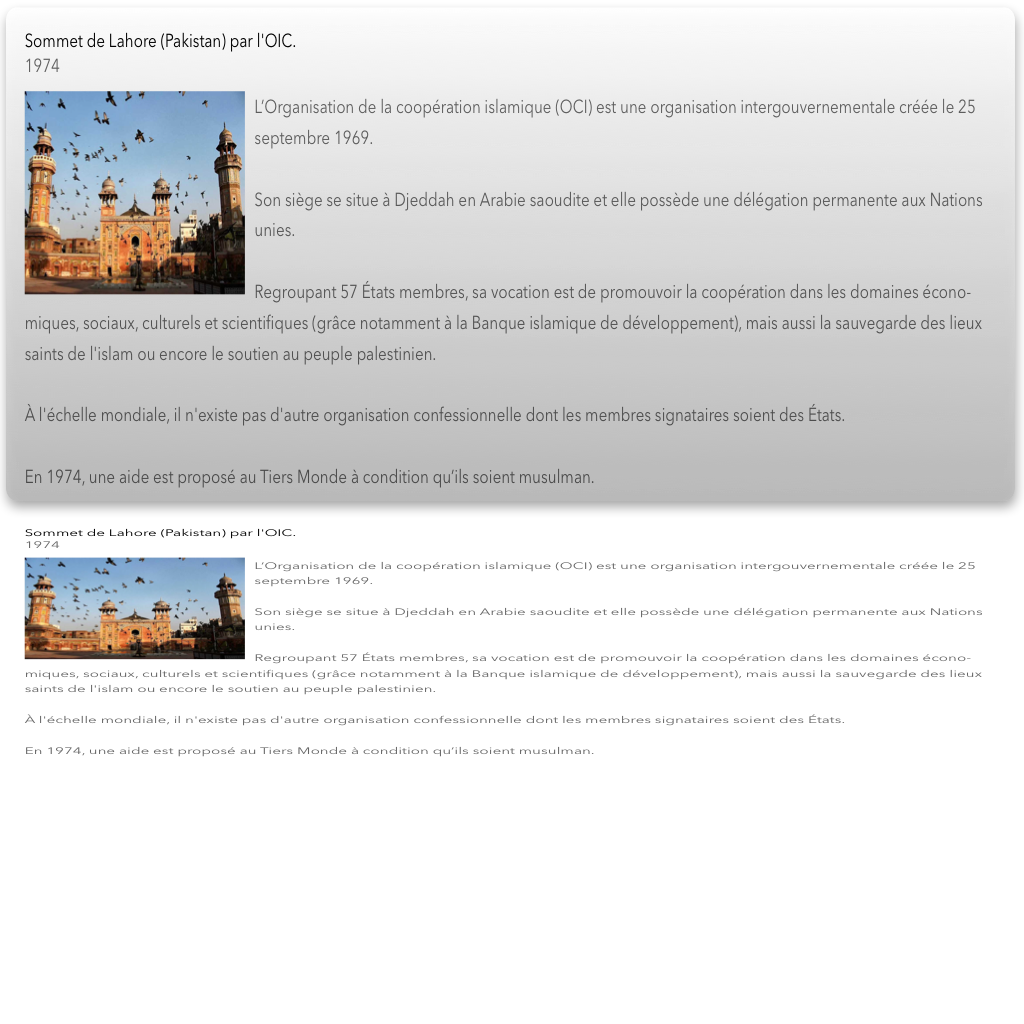 Sommet de Lahore (Pakistan) par l'OIC.
1974
L’Organisation de la coopération islamique (OCI) est une organisation intergouvernementale créée le 25
septembre 1969.
Son siège se situe à Djeddah en Arabie saoudite et elle possède une délégation permanente aux Nations
unies.
Regroupant 57 États membres, sa vocation est de promouvoir la coopération dans les domaines écono-
miques, sociaux, culturels et scientifiques (grâce notamment à la Banque islamique de développement), mais aussi la sauvegarde des lieux
saints de l'islam ou encore le soutien au peuple palestinien.
À l'échelle mondiale, il n'existe pas d'autre organisation confessionnelle dont les membres signataires soient des États.
En 1974, une aide est proposé au Tiers Monde à condition qu’ils soient musulman.
Sommet de Lahore (Pakistan) par l'OIC.
1974
L’Organisation de la coopération islamique (OCI) est une organisation intergouvernementale créée le 25
septembre 1969.
Son siège se situe à Djeddah en Arabie saoudite et elle possède une délégation permanente aux Nations
unies.
Regroupant 57 États membres, sa vocation est de promouvoir la coopération dans les domaines écono-
miques, sociaux, culturels et scientifiques (grâce notamment à la Banque islamique de développement), mais aussi la sauvegarde des lieux
saints de l'islam ou encore le soutien au peuple palestinien.
À l'échelle mondiale, il n'existe pas d'autre organisation confessionnelle dont les membres signataires soient des États.
En 1974, une aide est proposé au Tiers Monde à condition qu’ils soient musulman.